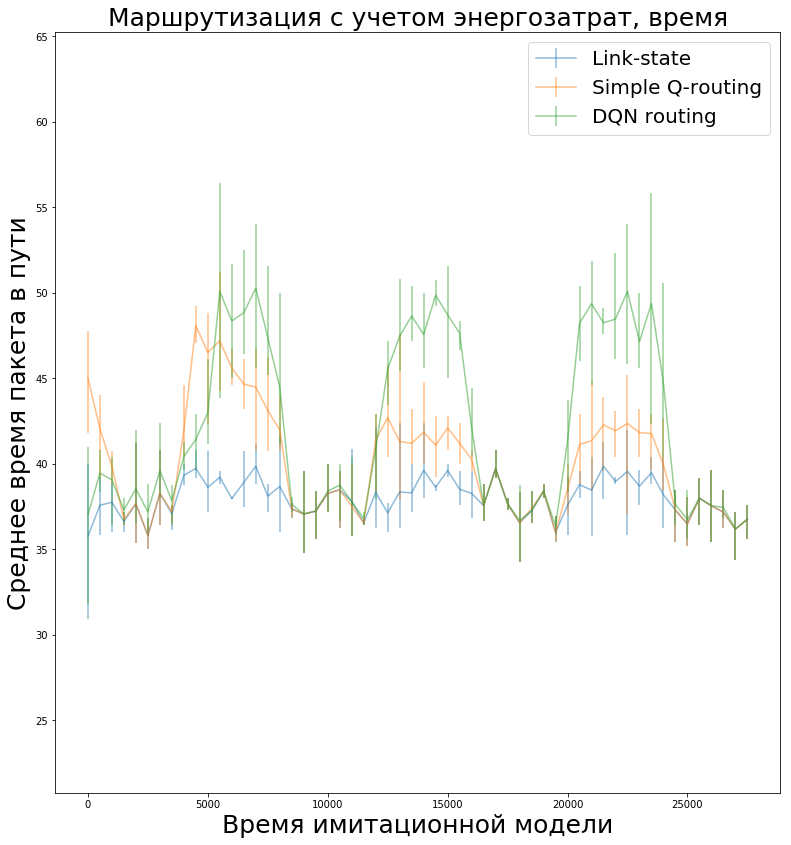 Маршрутизация с учетом энергозатрат, время
Link-state
Simple Q-routing
DQN routing
Среднее время пакета в пути
65
60
55
50
45
40
35
30
25
0
5000
10000
15000
20000
25000
Время имитационной модели